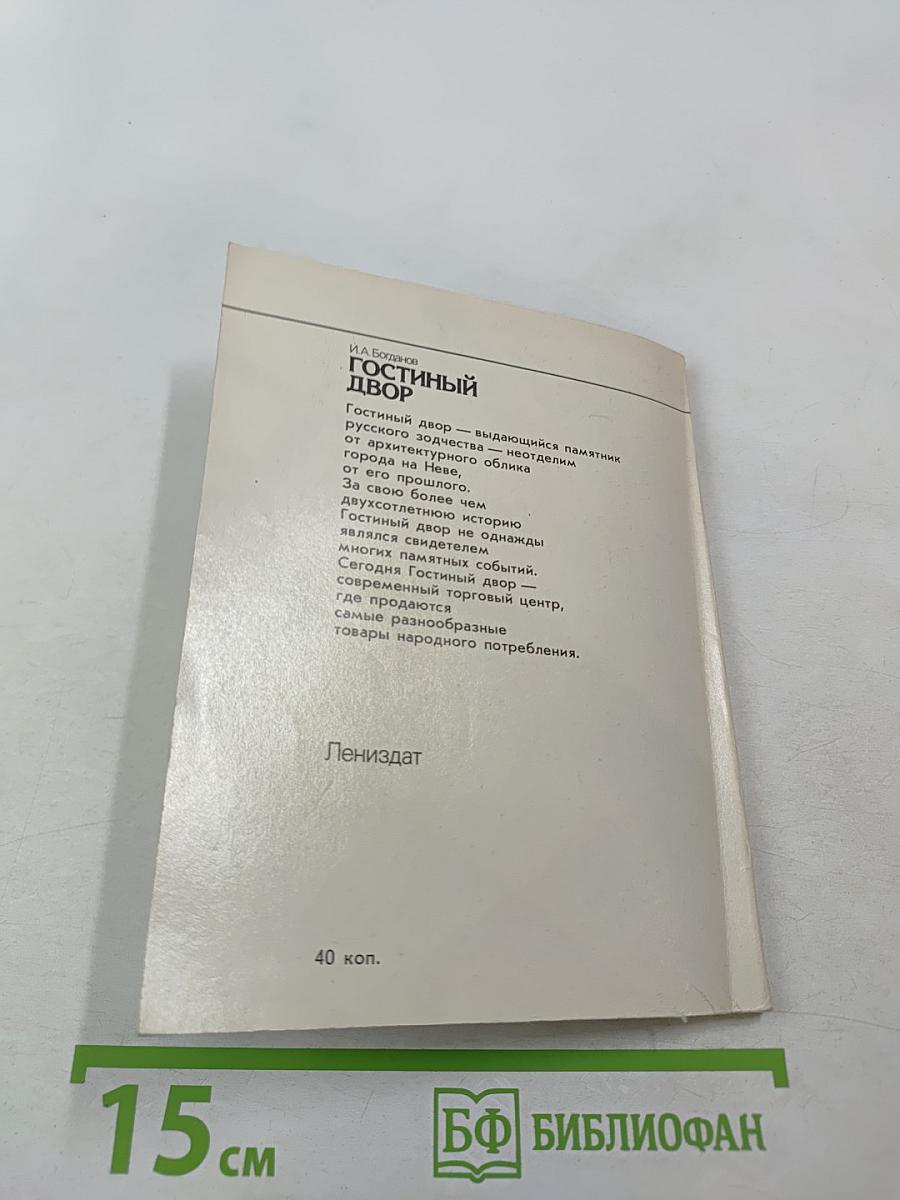 И.А.Богданов
ГОСТИНЫЙ
ДВОР
Гостиный двор — выдающийся памятник
русского зодчества — неотделим
от архитектурного облика
города на Неве,
от его прошлого.
За свою более чем
двухсотлетнюю историю
Гостиный двор не однажды
являлся свидетелем
многих памятных событий.
Сегодня Гостиный двор —
современный торговый центр,
где продаются
самые разнообразные
товары народного потребления.
Лениздат
40 коп.
15 см
БФ БИБЛИОФАН